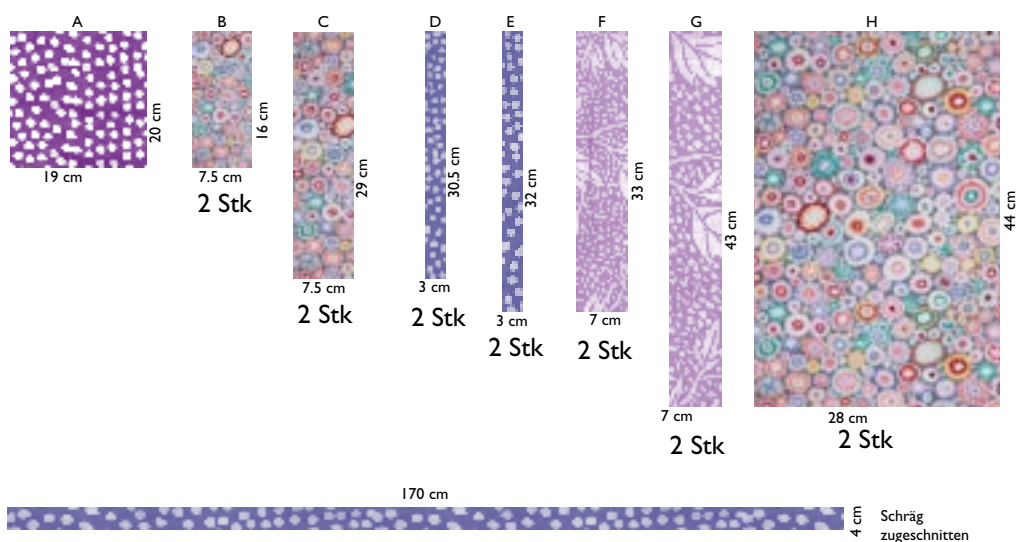 A B C D E F G H
20 cm
19 cm
16 cm
7.5 cm
2 Stk
29 cm
7.5 cm
2 Stk
30.5 cm
3 cm
2 Stk
32 cm
3 cm
2 Stk
33 cm
7 cm
2 Stk
43 cm
7 cm
2 Stk
44 cm
28 cm
2 Stk
170 cm
4 cm
Schräg
zugeschnitten